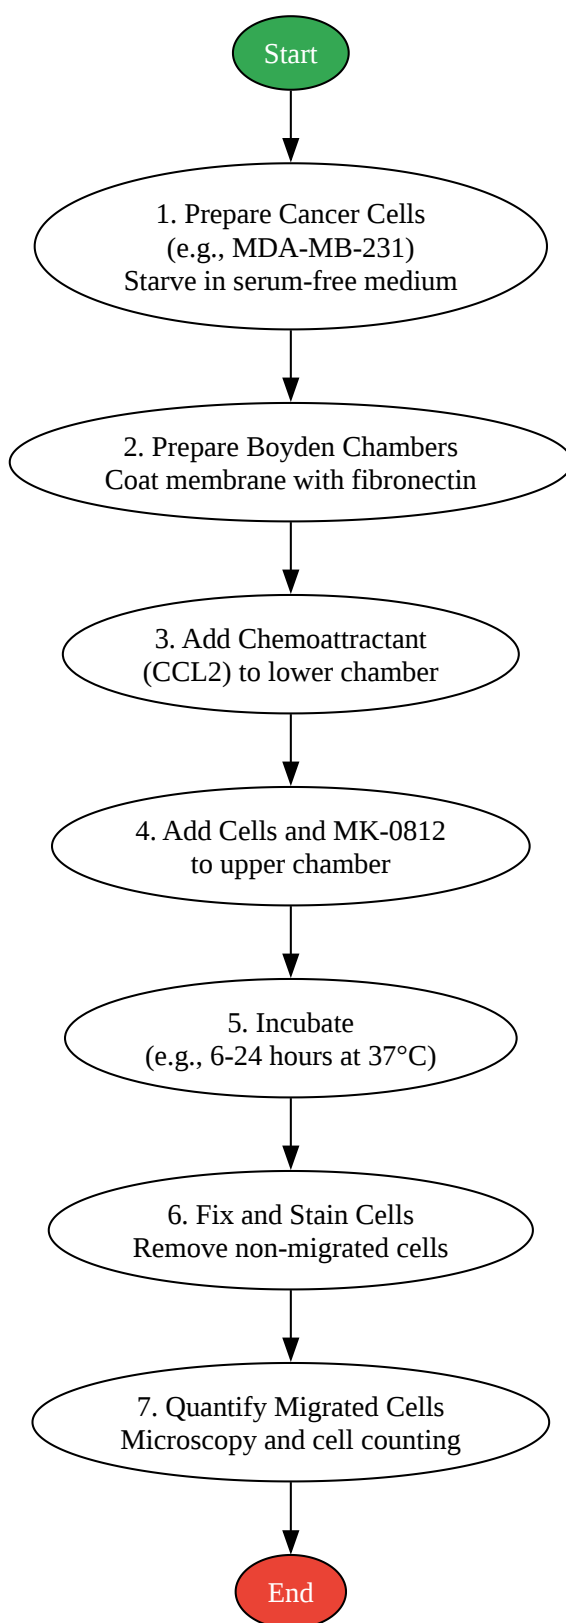 Start
1. Prepare Cancer Cells
(e.g., MDA-MB-231)
Starve in serum-free medium
2. Prepare Boyden Chambers
Coat membrane with fibronectin
3. Add Chemoattractant
(CCL2) to lower chamber
4. Add Cells and MK-0812
to upper chamber
5. Incubate
(e.g., 6-24 hours at 37°C)
6. Fix and Stain Cells
Remove non-migrated cells
7. Quantify Migrated Cells
Microscopy and cell counting
End